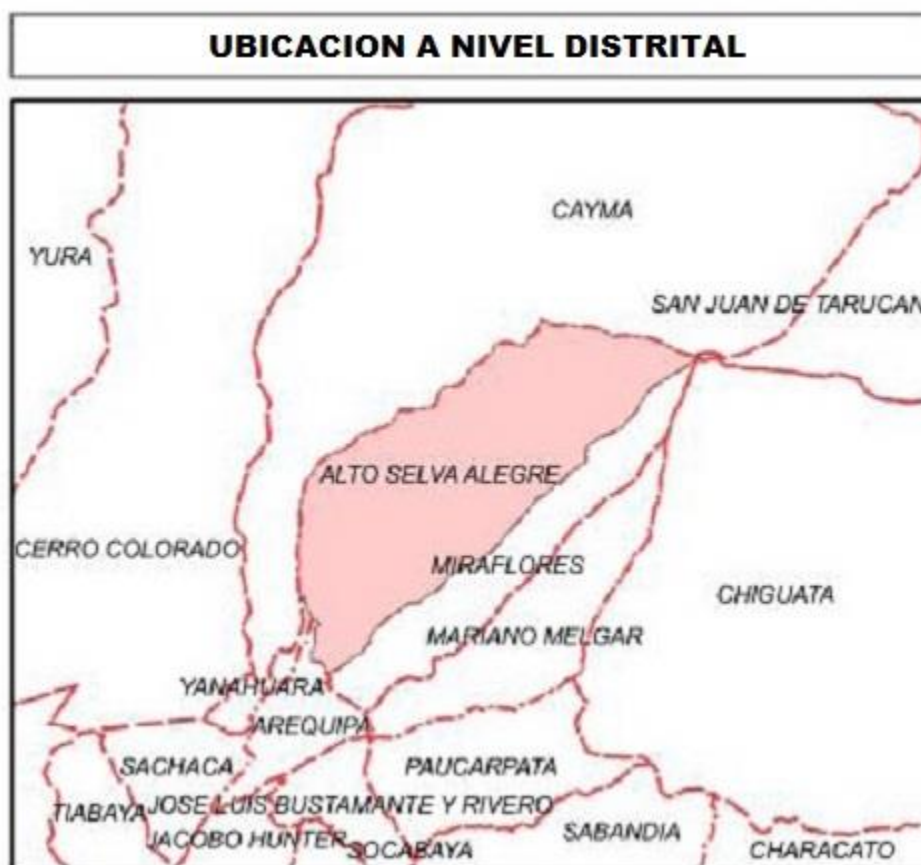 UBICACION A NIVEL DISTRITAL
CAYMA
YURA
SAN JUAN DE TARUCAN
ALTO SELVA ALEGRE
CERRO COLORADO
MIRAFLORES
CHIGUATA
MARIANO MELGAR
YANAHUARA
AREQUIPA
SACHACA
PAUCARPATA
TIABAYA
JOSE LUIS BUSTAMANTE Y RIVERO
JACOBO HUNTER
SOCABAYA
SABANDIA
CHARACATO